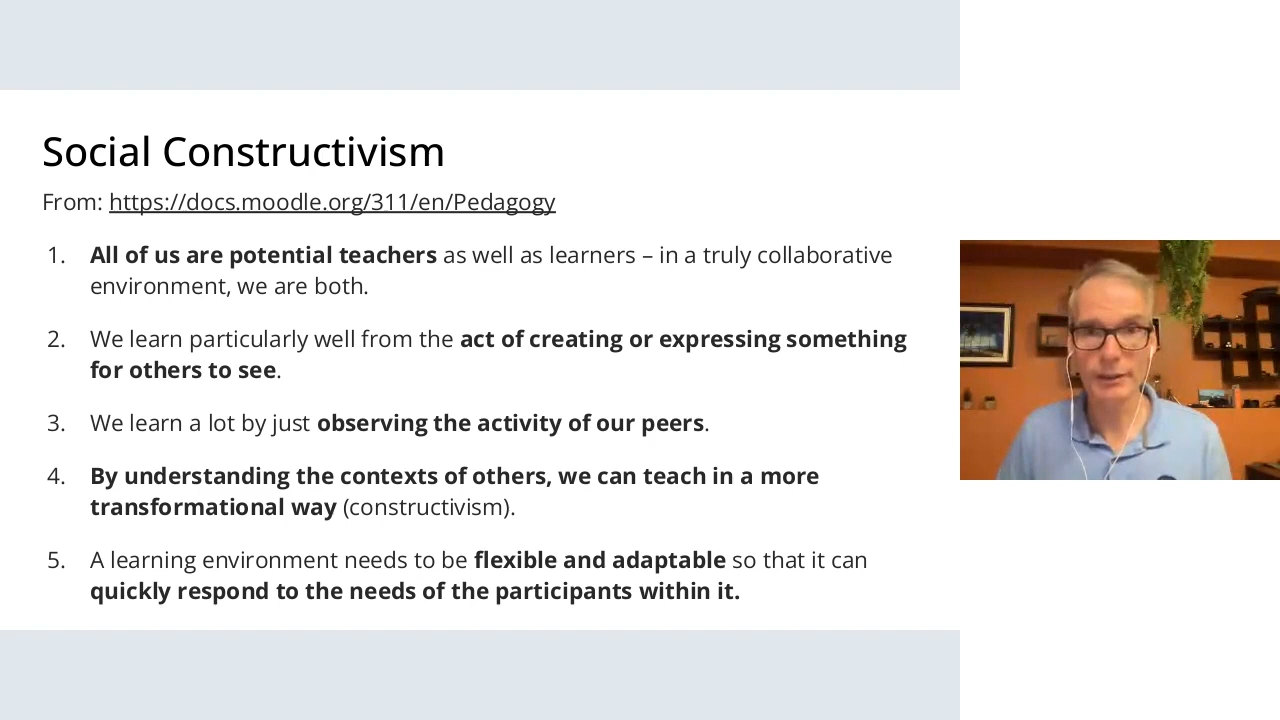 Social Constructivism
From: https://docs.moodle.org/311/en/Pedagogy
1. All of us are potential teachers as well as learners – in a truly collaborative
environment, we are both.
2. We learn particularly well from the act of creating or expressing something
for others to see.
3. We learn a lot by just observing the activity of our peers.
4. By understanding the contexts of others, we can teach in a more
transformational way (constructivism).
5. A learning environment needs to be flexible and adaptable so that it can
quickly respond to the needs of the participants within it.